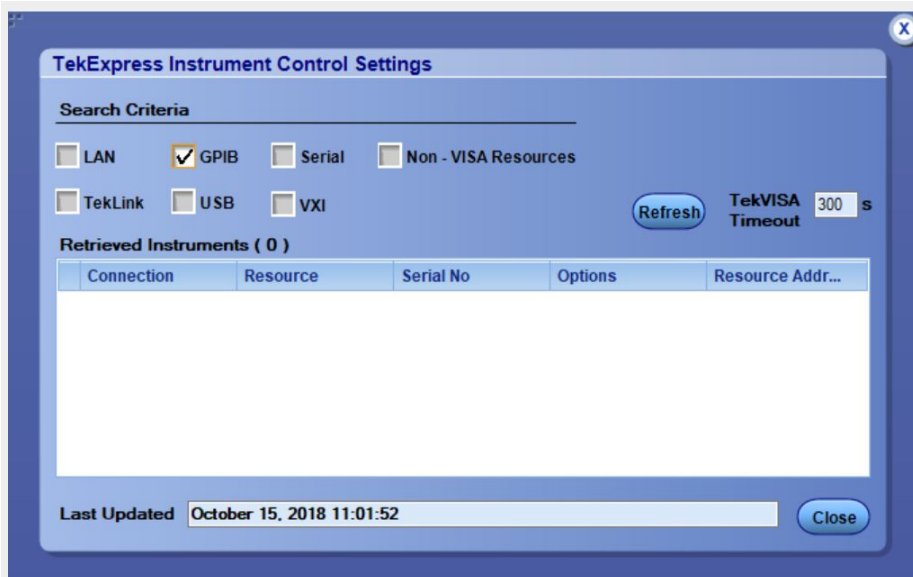 X
TekExpress Instrument Control Settings
Search Criteria
LAN GPIB Serial Non - VISA Resources
TekLink USB VXI Refresh TekVISA Timeout 300 s
Retrieved Instruments ( 0 )
Connection Resource Serial No Options Resource Addr...
Last Updated October 15, 2018 11:01:52 Close